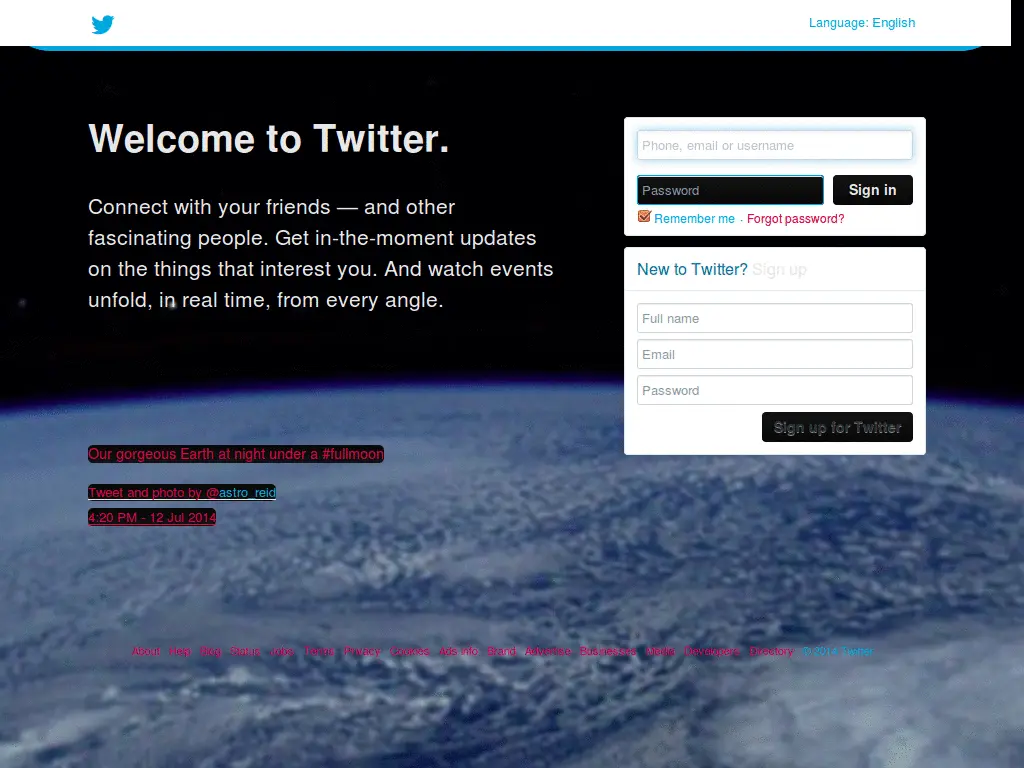 Language: English
Welcome to Twitter.
Connect with your friends — and other
fascinating people. Get in-the-moment updates
on the things that interest you. And watch events
unfold, in real time, from every angle.
Phone, email or username
Password
Sign in
Remember me · Forgot password?
New to Twitter? Sign up
Full name
Email
Password
Sign up for Twitter
Our gorgeous Earth at night under a #fullmoon
Tweet and photo by @astro_reid
4:20 PM - 12 Jul 2014
About Help Blog Status Jobs Terms Privacy Cookies Ads info Brand Advertise Businesses Media Developers Directory © 2014 Twitter